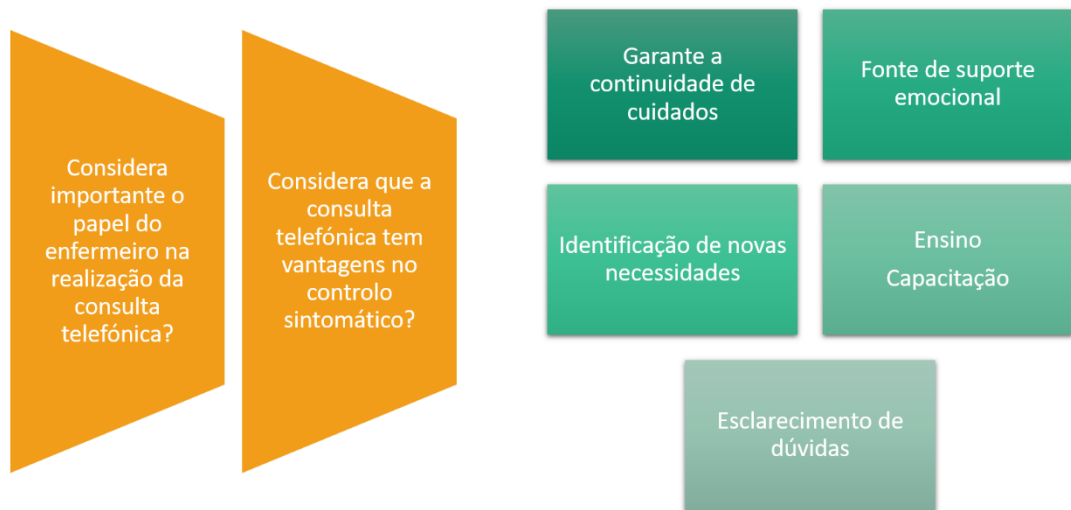 Considera
importante o
papel do
enfermeiro na
realização da
consulta
telefónica?
Considera que a
consulta
telefónica tem
vantagens no
controlo
sintomático?
Garante a
continuidade de
cuidados
Fonte de suporte
emocional
Identificação de novas
necessidades
Ensino
Capacitação
Esclarecimento de
dúvidas